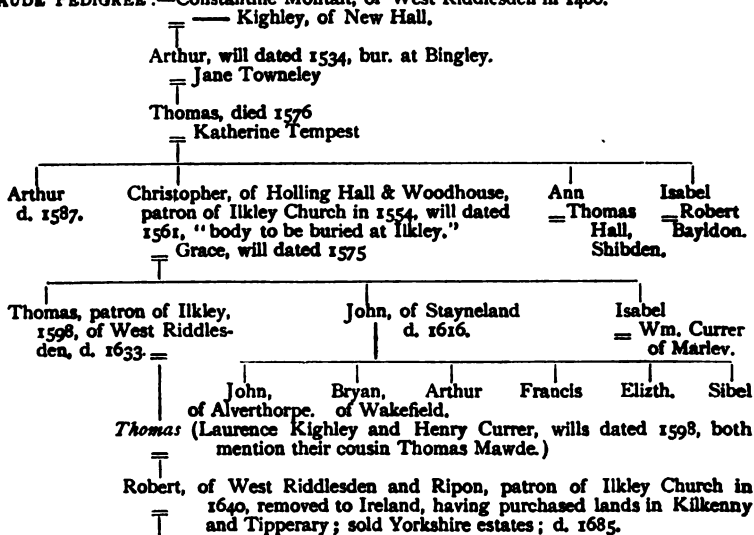 AUDE PEDIGREE.—Constantine Montalt, of West Riddlesden in 1400.
= —— Kighley, of New Hall.
Arthur, will dated 1534, bur. at Bingley.
= Jane Towneley
Thomas, died 1576
= Katherine Tempest
Arthur
d. 1587.
Christopher, of Holling Hall & Woodhouse,
patron of Ilkley Church in 1554, will dated
1561, "body to be buried at Ilkley."
= Grace, will dated 1575
Ann
= Thomas
Hall,
Shibden.
Isabel
= Robert
Bayldon.
Thomas, patron of Ilkley,
1598, of West Riddles-
den, d. 1633. =
John, of Stayneland
d. 1616.
Isabel
= Wm. Currer
of Marley.
John,
of Alverthorpe.
Bryan,
of Wakefield.
Arthur
Francis
Elizth.
Sibel
Thomas (Laurence Kighley and Henry Currer, wills dated 1598, both
mention their cousin Thomas Mawde.)
=
Robert, of West Riddlesden and Ripon, patron of Ilkley Church in
1640, removed to Ireland, having purchased lands in Kilkenny
and Tipperary; sold Yorkshire estates; d. 1685.
=